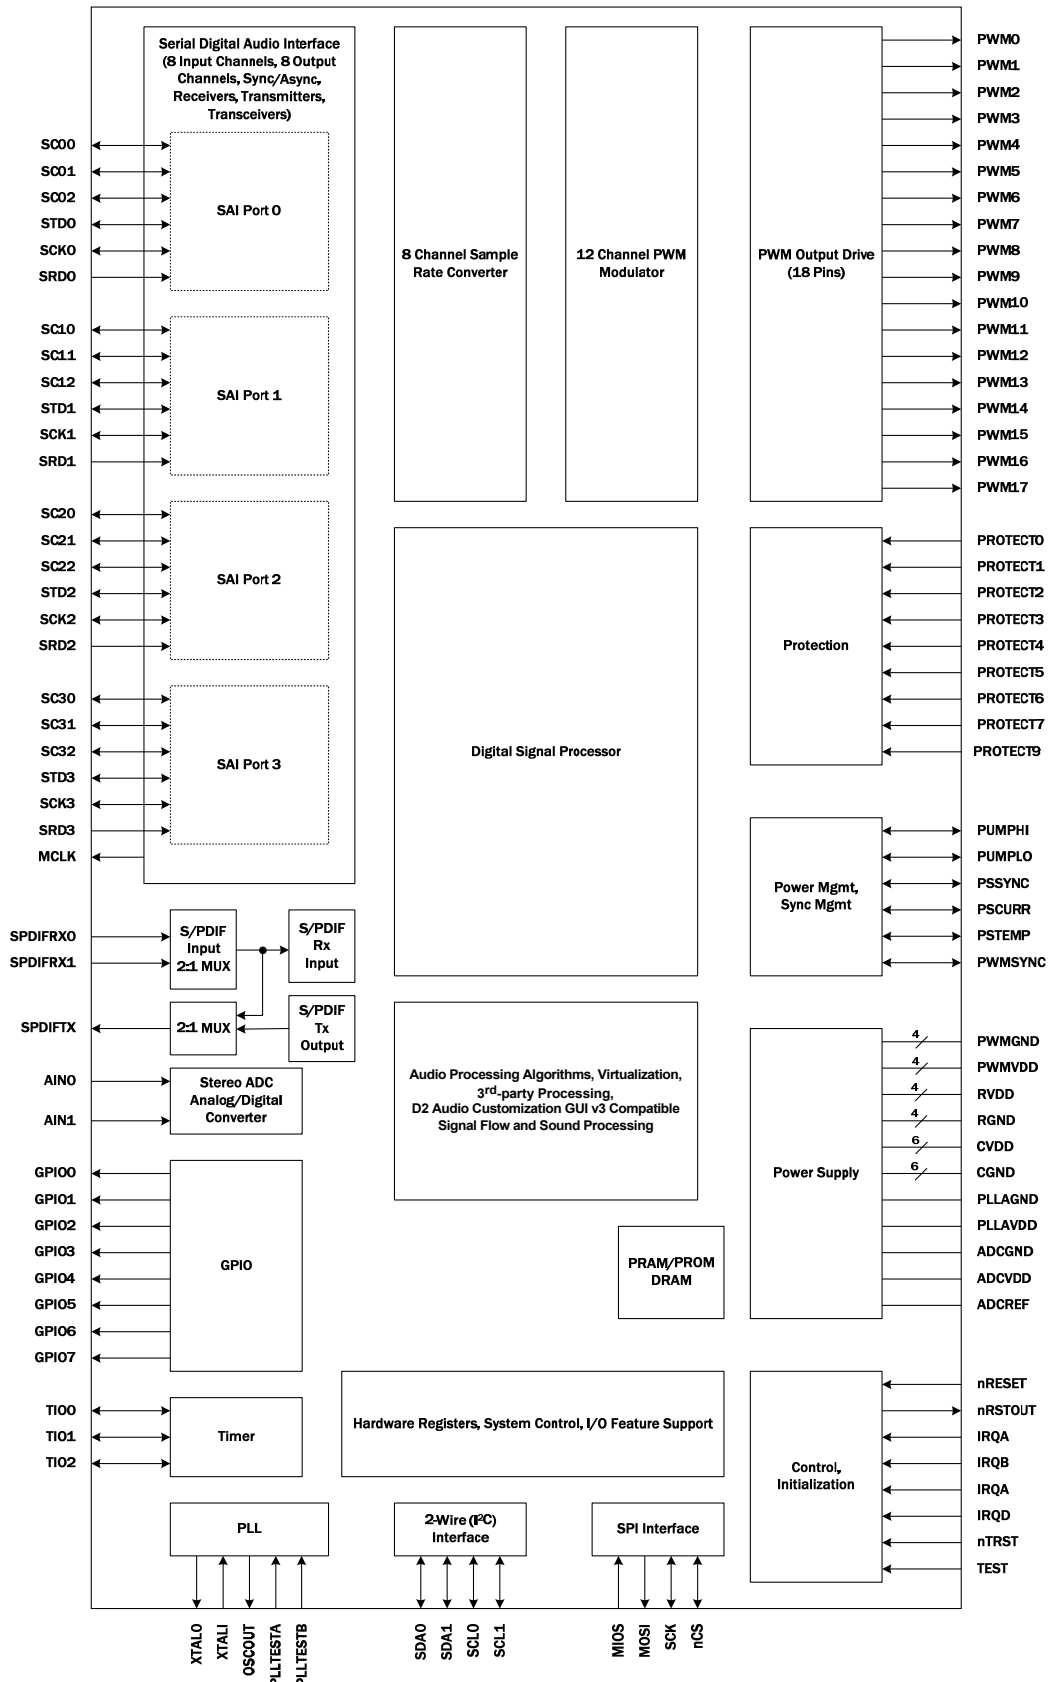 Serial Digital Audio Interface
(8 Input Channels, 8 Output
Channels, Sync/Async,
Receivers, Transmitters,
Transceivers)
SC00
SC01
SC02
STD0
SCK0
SRD0
SAI Port 0
SC10
SC11
SC12
STD1
SCK1
SRD1
SAI Port 1
SC20
SC21
SC22
STD2
SCK2
SRD2
SAI Port 2
SC30
SC31
SC32
STD3
SCK3
SRD3
MCLK
SAI Port 3
SPDIFRX0
SPDIFRX1
S/PDIF
Input
2:1 MUX
S/PDIF
Rx
Input
SPDIFTX
2:1 MUX
S/PDIF
Tx
Output
AIN0
AIN1
Stereo ADC
Analog/Digital
Converter
GPIO0
GPIO1
GPIO2
GPIO3
GPIO4
GPIO5
GPIO6
GPIO7
GPIO
TIO0
TIO1
TIO2
Timer
PLL
XTALO
XTALI
OSCOUT
PLLTESTA
PLLTESTB
8 Channel Sample
Rate Converter
12 Channel PWM
Modulator
Digital Signal Processor
Audio Processing Algorithms, Virtualization,
3rd-party Processing,
D2 Audio Customization GUI v3 Compatible
Signal Flow and Sound Processing
PRAM/PROM
DRAM
Hardware Registers, System Control, I/O Feature Support
2-Wire (I²C)
Interface
SDA0
SDA1
SCL0
SCL1
SPI Interface
MIOS
MOSI
SCK
nCS
PWM Output Drive
(18 Pins)
PWM0
PWM1
PWM2
PWM3
PWM4
PWM5
PWM6
PWM7
PWM8
PWM9
PWM10
PWM11
PWM12
PWM13
PWM14
PWM15
PWM16
PWM17
Protection
PROTECT0
PROTECT1
PROTECT2
PROTECT3
PROTECT4
PROTECT5
PROTECT6
PROTECT7
PROTECT9
Power Mgmt,
Sync Mgmt
PUMPHI
PUMPLO
PSSYNC
PSCURR
PSTEMP
PWMSYNC
Power Supply
4 PWMGND
4 PWMVDD
4 RVDD
4 RGND
6 CVDD
6 CGND
PLLAGND
PLLAVDD
ADCGND
ADCVDD
ADCREF
Control,
Initialization
nRESET
nRSTOUT
IRQA
IRQB
IRQA
IRQD
nTRST
TEST